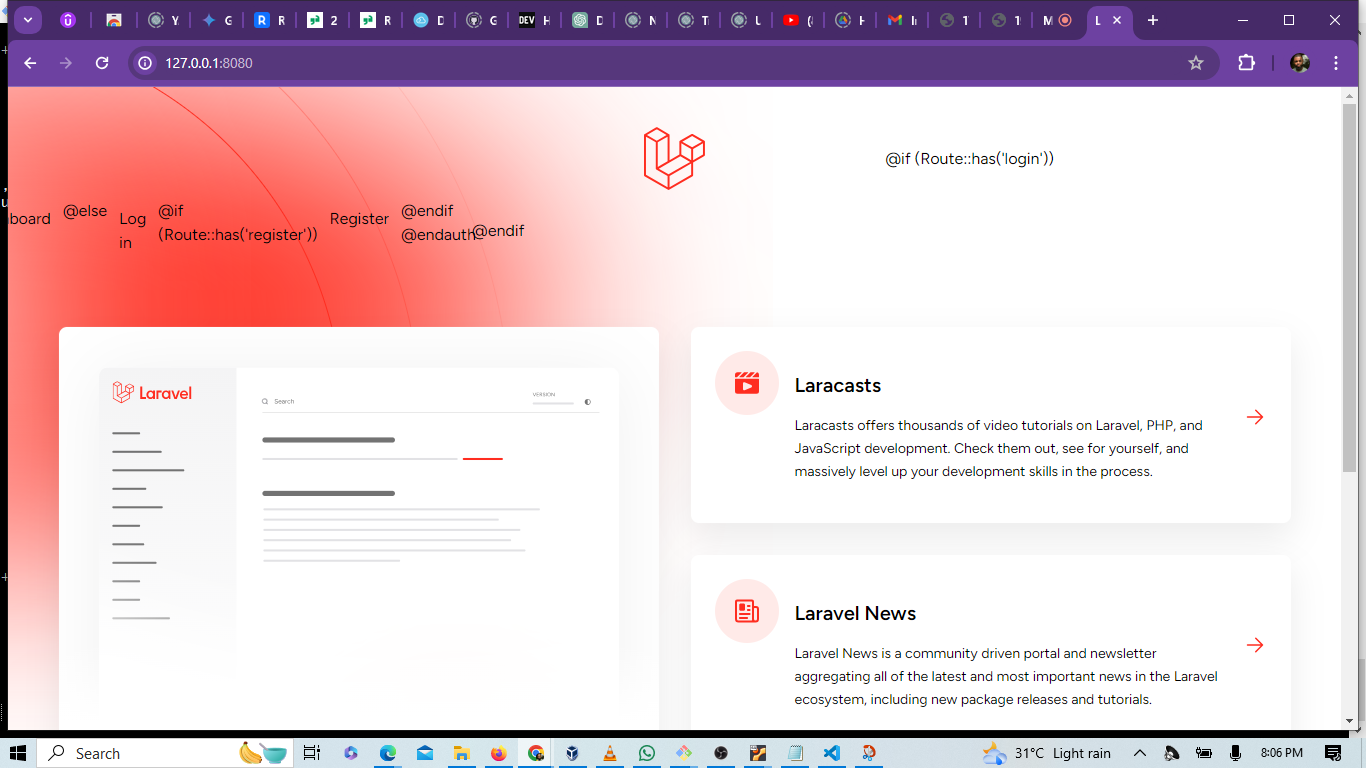 Y
G
R
2
R
D
G
DEV
H
D
N
T
L
(
H
I
1
1
M
L
127.0.0.1:8080
@if (Route::has('login'))
board
@else
Log
in
@if
(Route::has('register'))
Register
@endif
@endauth
@endif
Laravel
Search
VERSION
Laracasts
Laracasts offers thousands of video tutorials on Laravel, PHP, and
JavaScript development. Check them out, see for yourself, and
massively level up your development skills in the process.
Laravel News
Laravel News is a community driven portal and newsletter
aggregating all of the latest and most important news in the Laravel
ecosystem, including new package releases and tutorials.
Search
31°C Light rain
8:06 PM